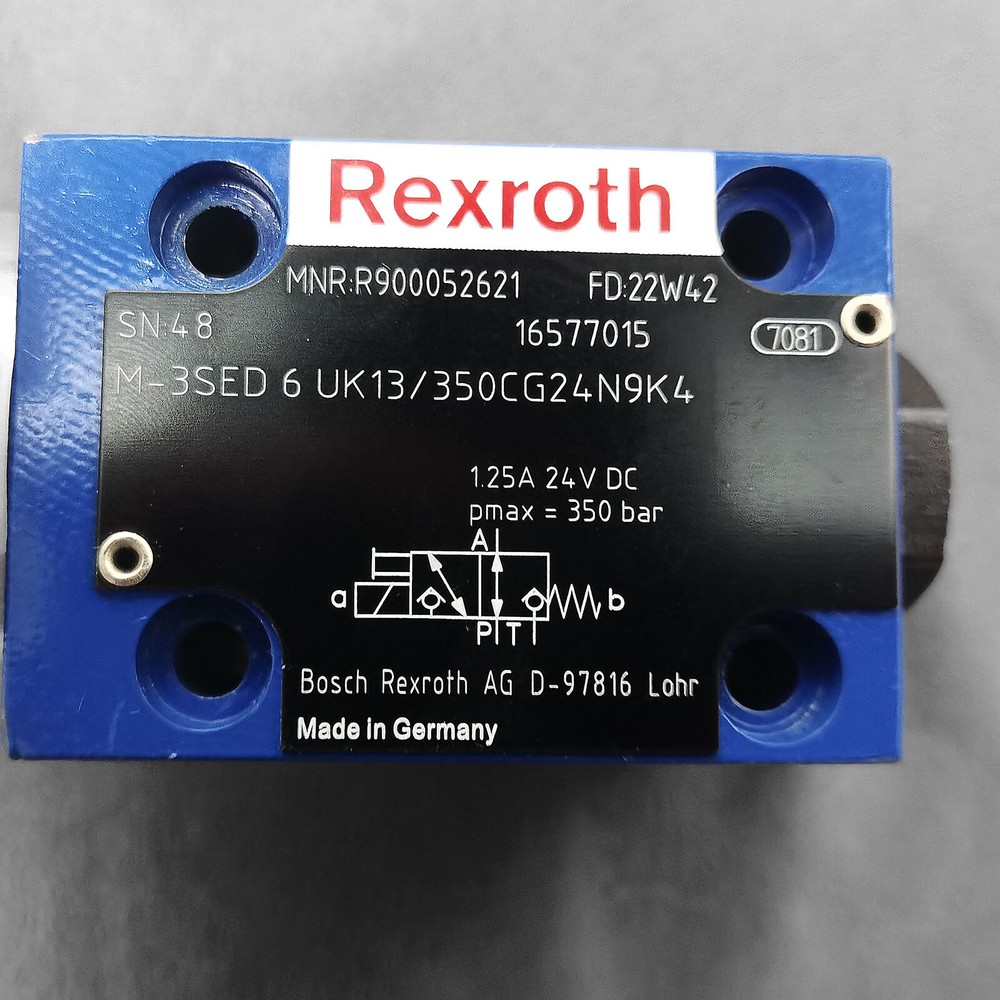 Rexroth
MNR:R900052621 FD:22W42
SN:48 16577015 7081
M-3SED 6 UK13/350CG24N9K4
1.25A 24V DC
pmax = 350 bar
A
a b
P T
Bosch Rexroth AG D-97816 Lohr
Made in Germany